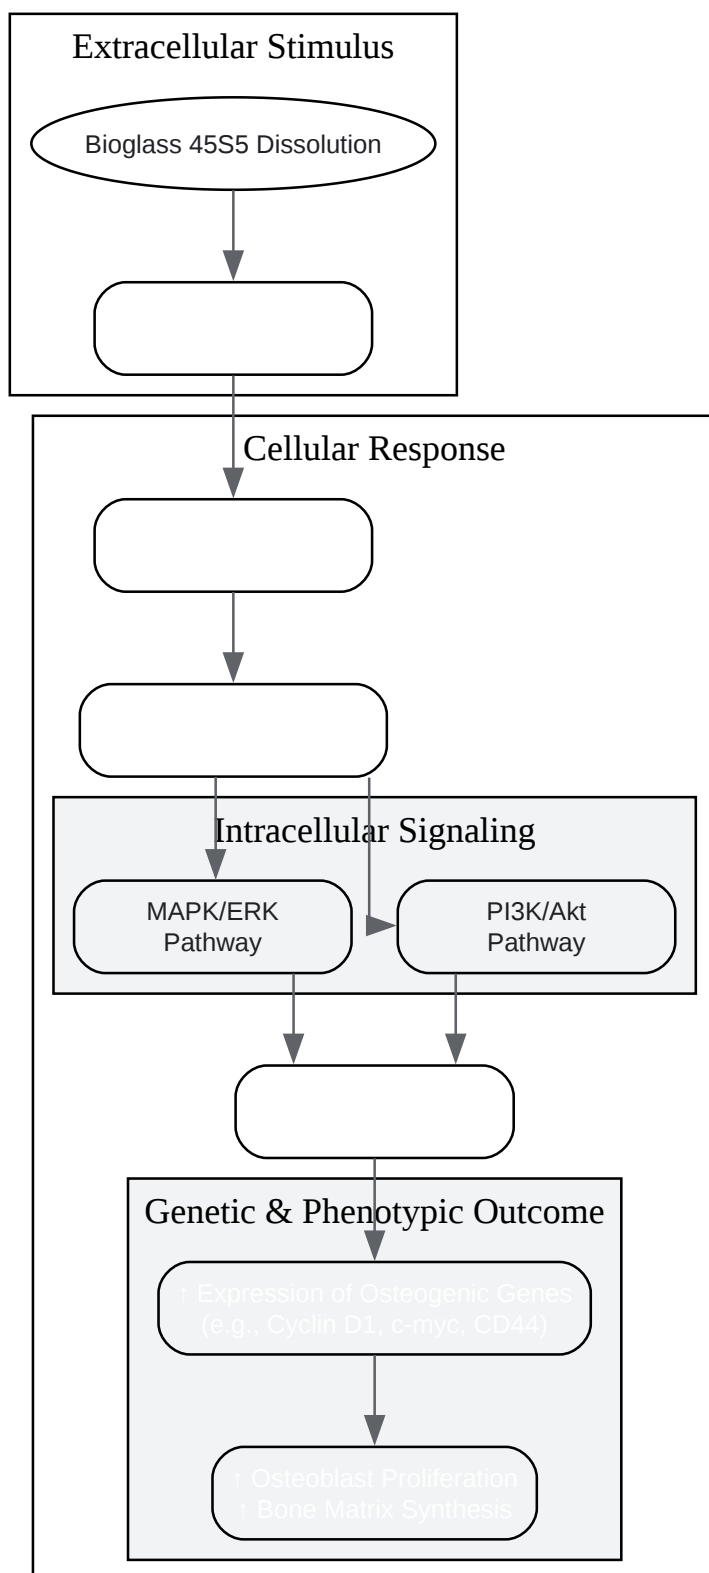 Extracellular Stimulus
Bioglass 45S5 Dissolution
Cellular Response
Intracellular Signaling
MAPK/ERK
Pathway
PI3K/Akt
Pathway
Genetic & Phenotypic Outcome
↑ Expression of Osteogenic Genes
(e.g., Cyclin D1, c-myc, CD44)
↑ Osteoblast Proliferation
↑ Bone Matrix Synthesis